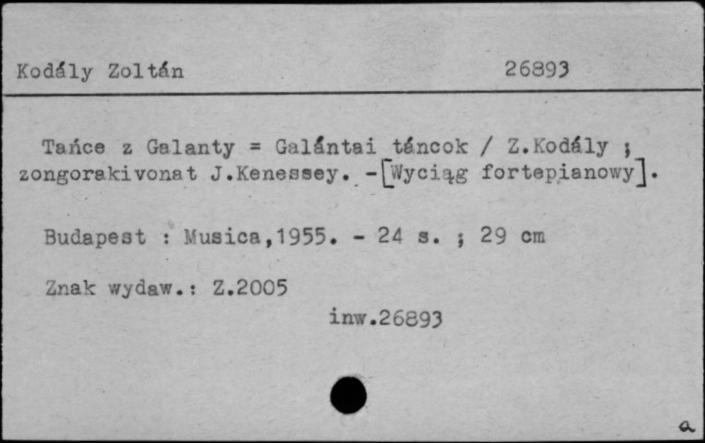 Kodály Zoltán 26893
Tańce z Galanty = Galántai táncok / Z.Kodály ;
zongorakivonat J.Kenessey. -[Wyciąg fortepianowy].
Budapest : Musica,1955. - 24 s. ; 29 cm
Znak wydaw.: Z.2005
inw.26893
a